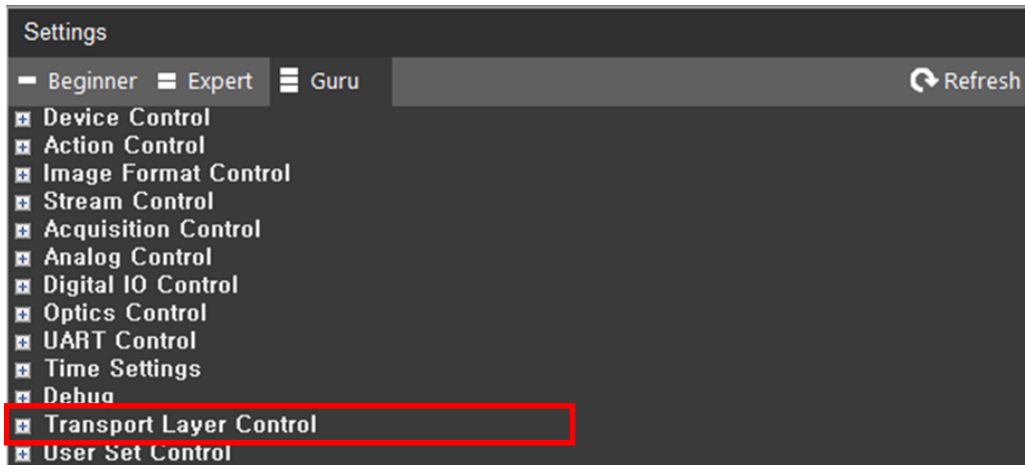 Settings
Beginner Expert Guru Refresh
Device Control
Action Control
Image Format Control
Stream Control
Acquisition Control
Analog Control
Digital IO Control
Optics Control
UART Control
Time Settings
Debug
Transport Layer Control
User Set Control